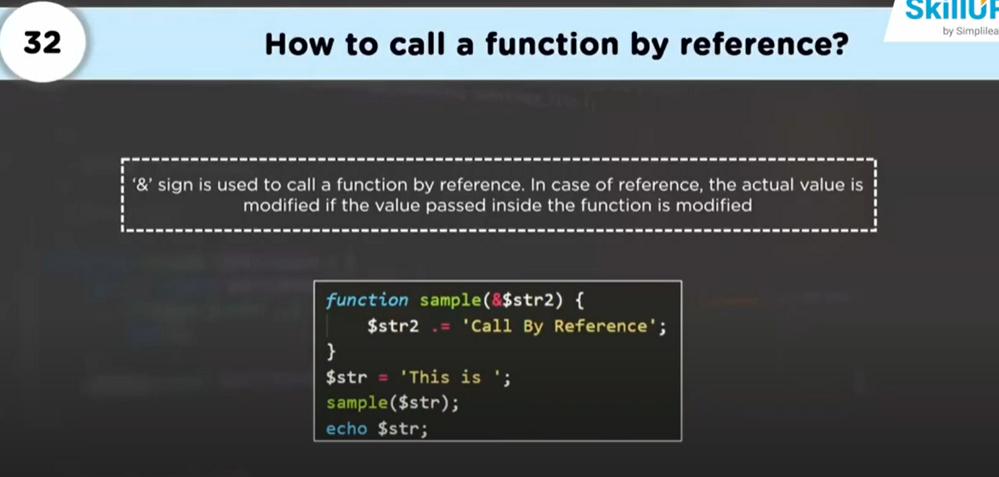 32
How to call a function by reference?
by Simplilea
'&' sign is used to call a function by reference. In case of reference, the actual value is
modified if the value passed inside the function is modified
function sample(&$str2) {
$str2 .= 'Call By Reference';
}
$str = 'This is ';
sample($str);
echo $str;